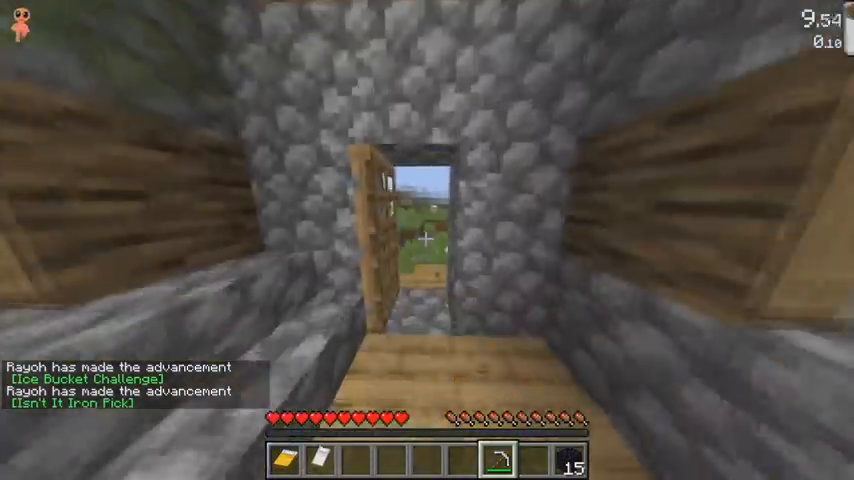 9.54
0.10
Rayoh has made the advancement
[Ice Bucket Challenge]
Rayoh has made the advancement
[Isn't It Iron Pick]
15